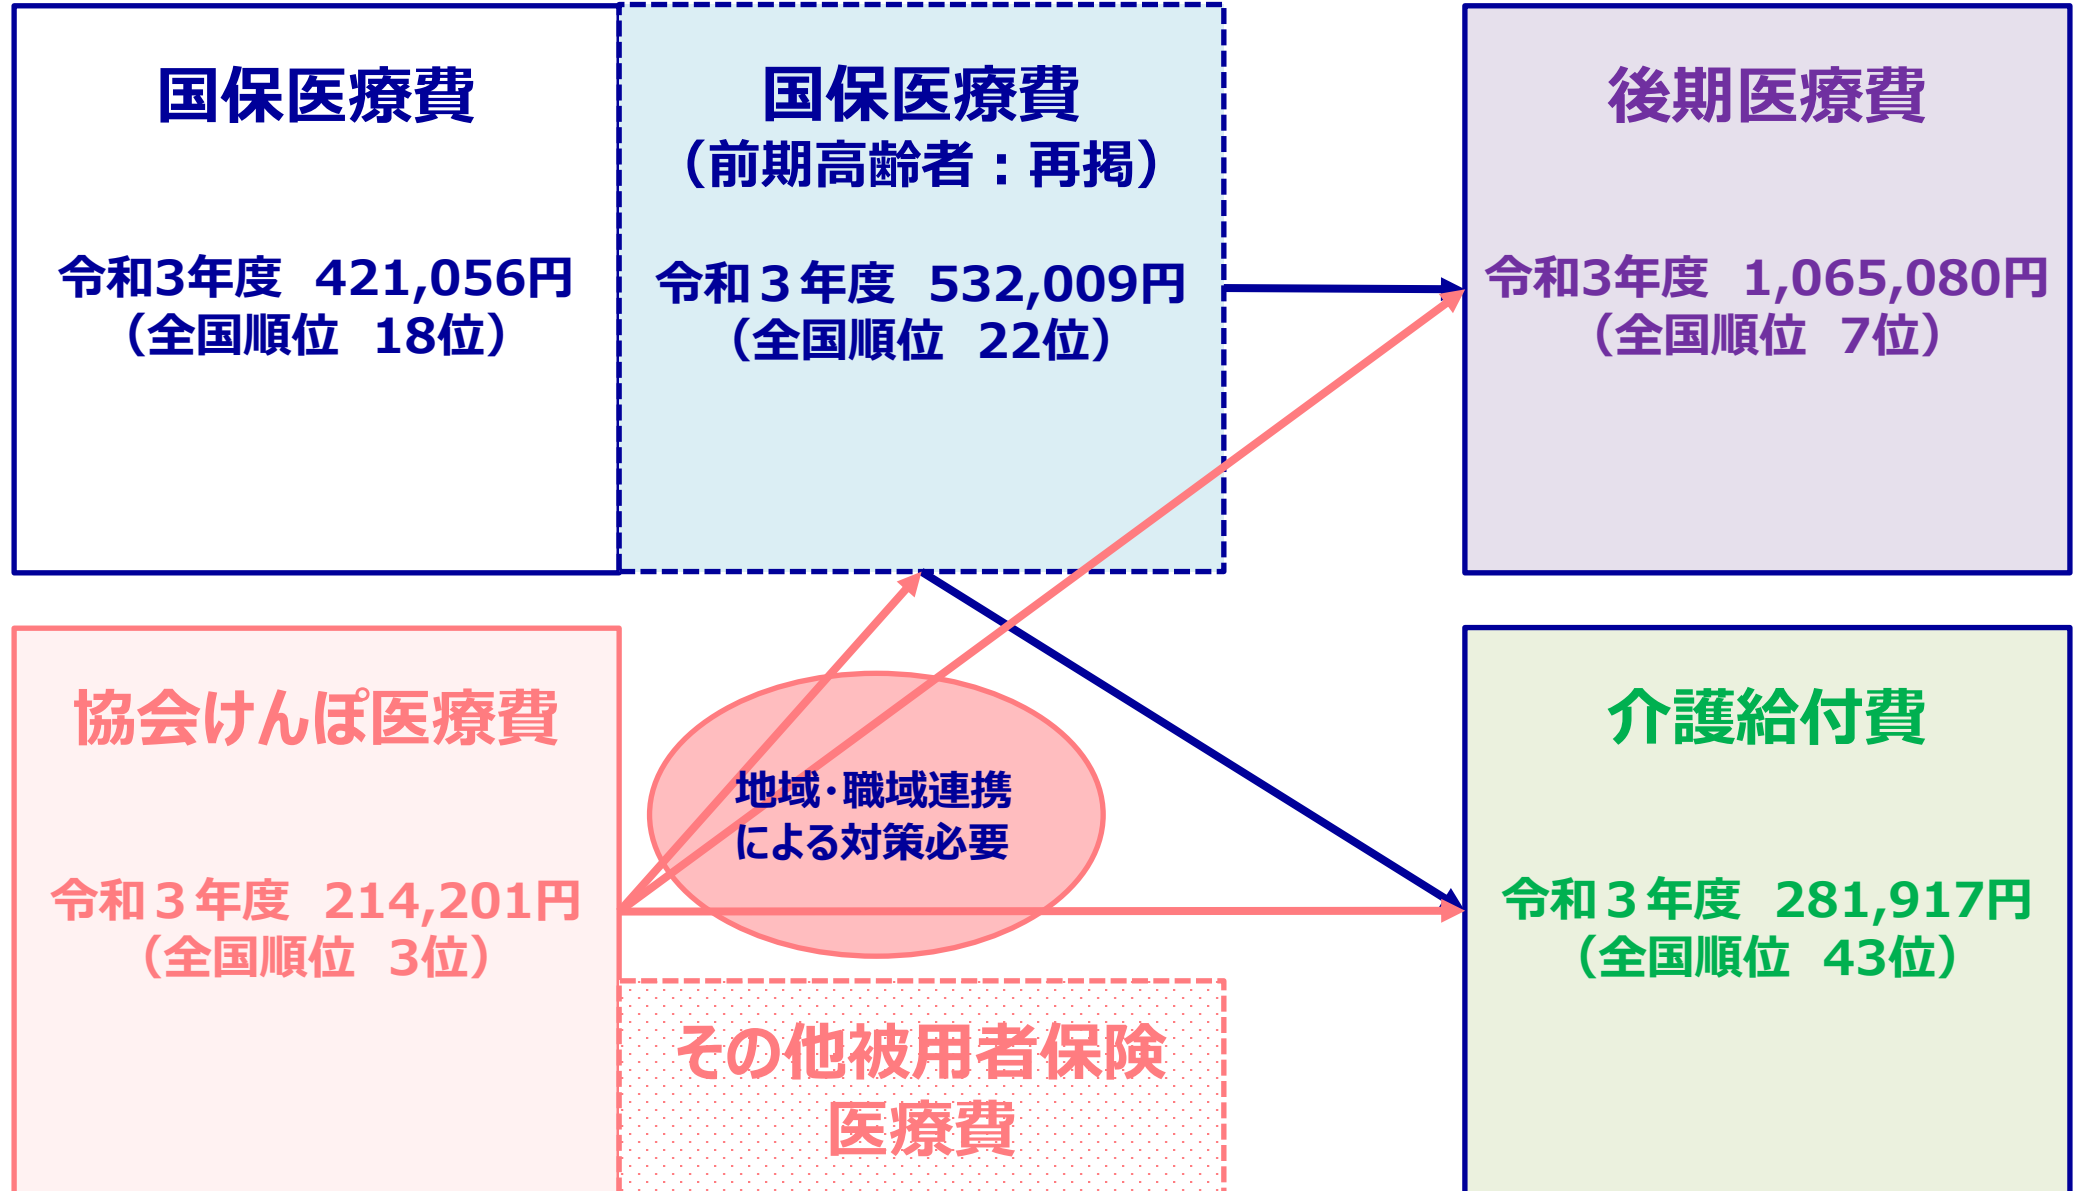 国保医療費
令和3年度　421,056円
（全国順位　18位）
国保医療費
（前期高齢者：再掲）
令和３年度　532,009円
（全国順位　22位）
後期医療費
令和3年度　1,065,080円
（全国順位　7位）
協会けんぽ医療費
令和３年度　214,201円
（全国順位　3位）
地域・職域連携
による対策必要
その他被用者保険
医療費
介護給付費
令和３年度　281,917円
（全国順位　43位）